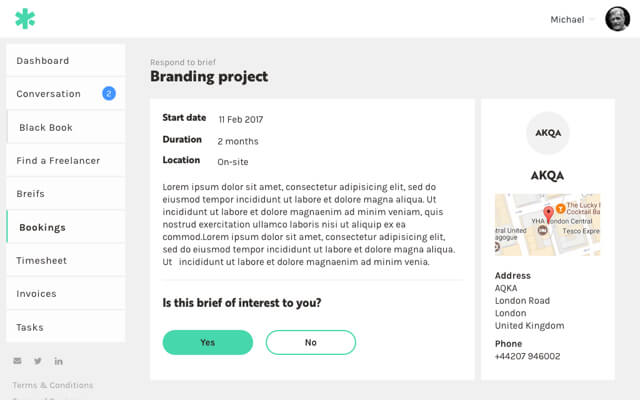 Michael
Dashboard
Conversation 2
Black Book
Find a Freelancer
Breifs
Bookings
Timesheet
Invoices
Tasks
Terms & Conditions
Respond to brief
Branding project
Start date 11 Feb 2017
Duration 2 months
Location On-site
Lorem ipsum dolor sit amet, consectetur adipisicing elit, sed do
eiusmod tempor incididunt ut labore et dolore magna aliqua. Ut
incididunt ut labore et dolore magnaenim ad minim veniam, quis
nostrud exercitation ullamco laboris nisi ut aliquip ex ea
commod.Lorem ipsum dolor sit amet, consectetur adipisicing elit,
sed do eiusmod tempor incididunt ut labore et dolore magna aliqua.
Ut incididunt ut labore et dolore magnaenim ad minim venia.
Is this brief of interest to you?
Yes
No
AKQA
AKQA
The Lucky
Cocktail Ba
YHA London Central
ntral United
nagogue
Tesco Expre
Address
AQKA
London Road
London
United Kingdom
Phone
+44207 946002